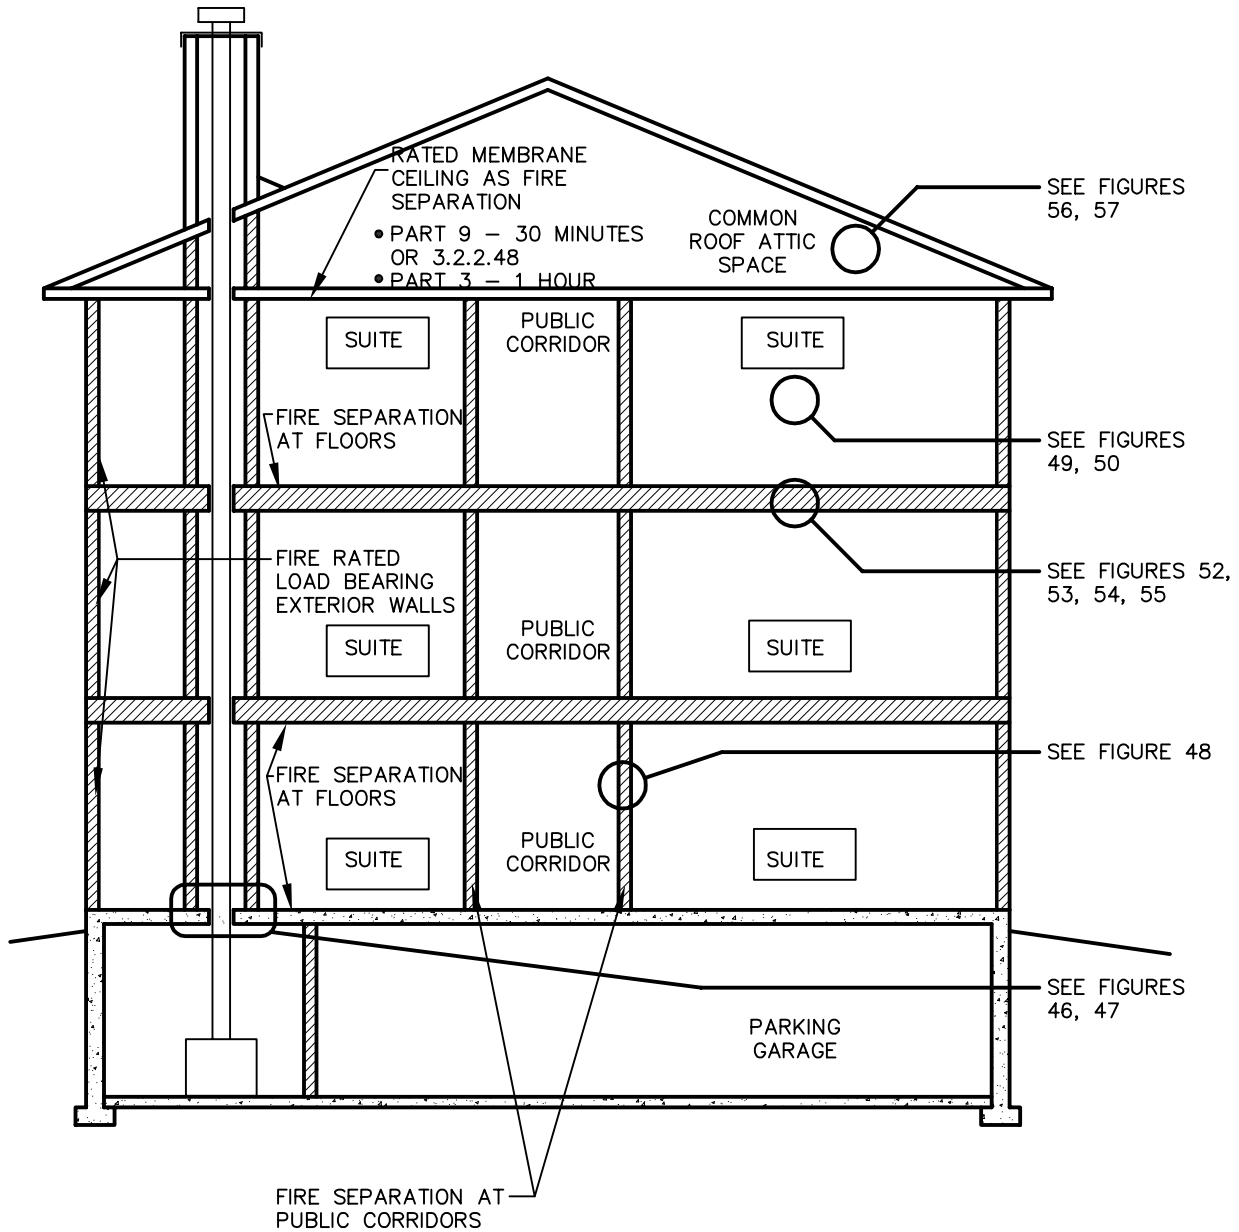 RATED MEMBRANE
CEILING AS FIRE
SEPARATION
• PART 9 – 30 MINUTES
OR 3.2.2.48
• PART 3 – 1 HOUR
COMMON
ROOF ATTIC
SPACE
SEE FIGURES
56, 57
SUITE
PUBLIC
CORRIDOR
SUITE
FIRE SEPARATION
AT FLOORS
SEE FIGURES
49, 50
FIRE RATED
LOAD BEARING
EXTERIOR WALLS
SEE FIGURES 52,
53, 54, 55
SUITE
PUBLIC
CORRIDOR
SUITE
FIRE SEPARATION
AT FLOORS
SEE FIGURE 48
SUITE
PUBLIC
CORRIDOR
SUITE
SEE FIGURES
46, 47
PARKING
GARAGE
FIRE SEPARATION AT
PUBLIC CORRIDORS